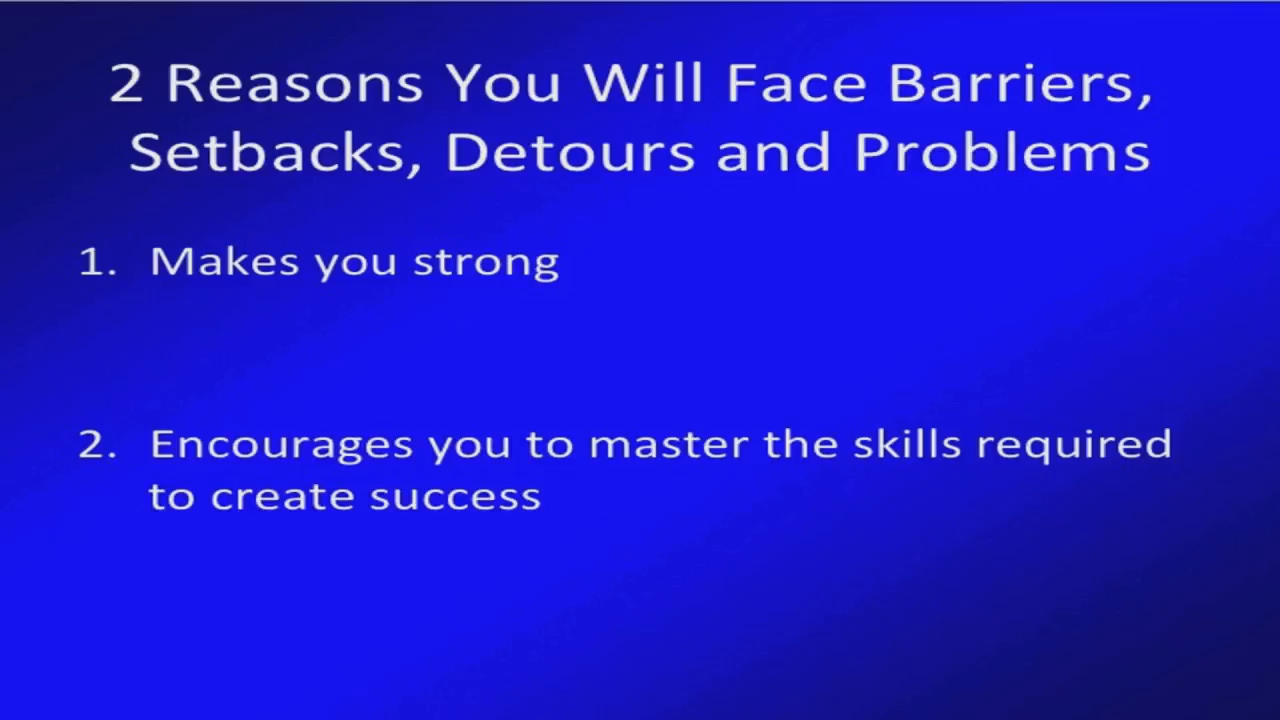 2 Reasons You Will Face Barriers,
Setbacks, Detours and Problems
1. Makes you strong
2. Encourages you to master the skills required
to create success